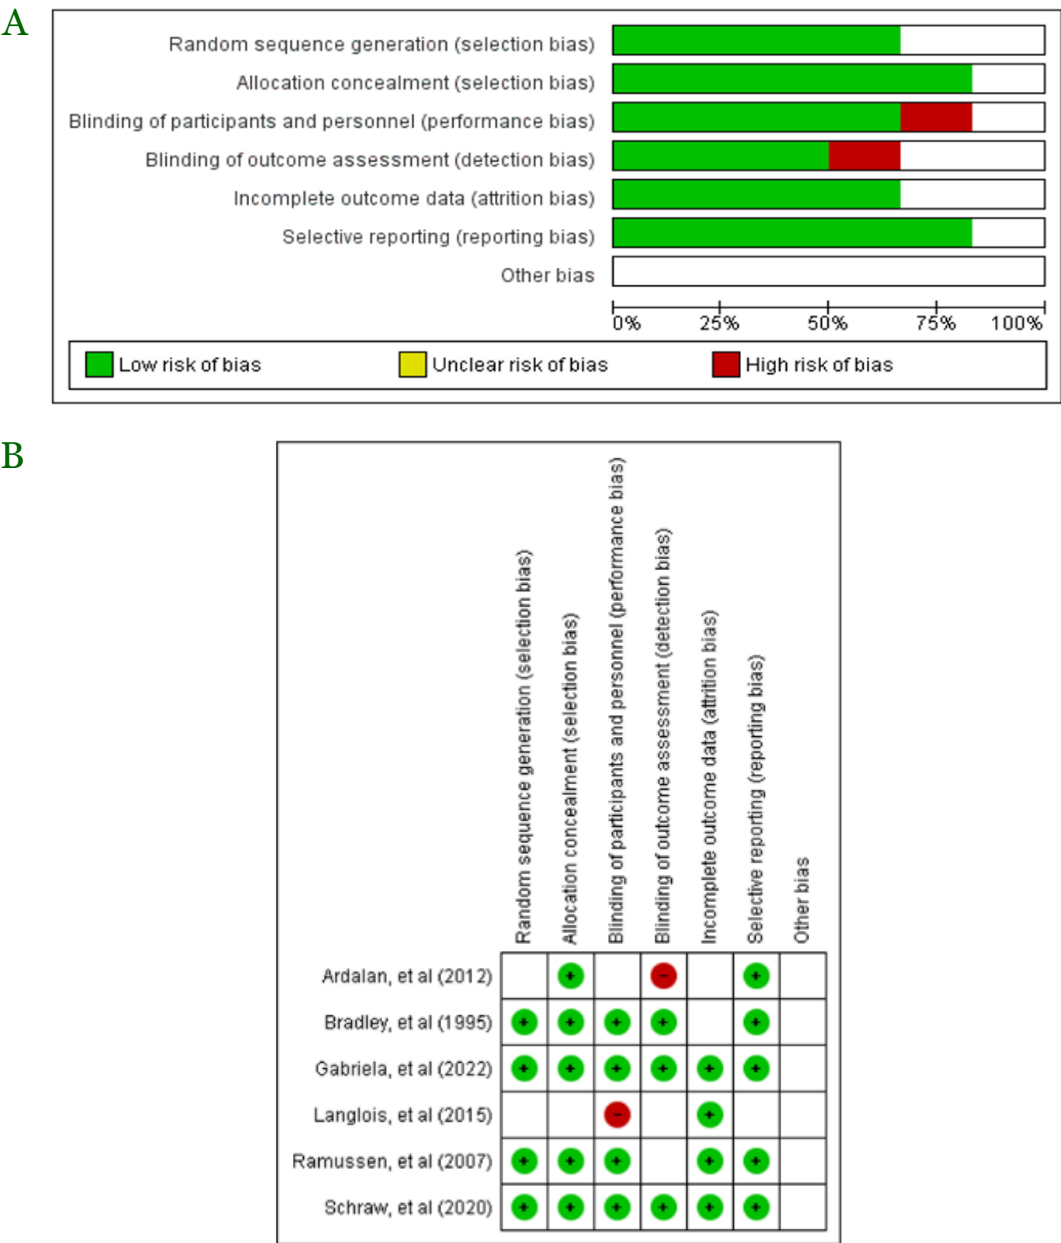 A
Random sequence generation (selection bias)
Allocation concealment (selection bias)
Blinding of participants and personnel (performance bias)
Blinding of outcome assessment (detection bias)
Incomplete outcome data (attrition bias)
Selective reporting (reporting bias)
Other bias
0% 25% 50% 75% 100%
Low risk of bias Unclear risk of bias High risk of bias
B
Random sequence generation (selection bias)
Allocation concealment (selection bias)
Blinding of participants and personnel (performance bias)
Blinding of outcome assessment (detection bias)
Incomplete outcome data (attrition bias)
Selective reporting (reporting bias)
Other bias
Ardalan, et al (2012) + - +
Bradley, et al (1995) + + + + +
Gabriela, et al (2022) + + + + + +
Langlois, et al (2015) - +
Ramussen, et al (2007) + + + + +
Schraw, et al (2020) + + + + + +